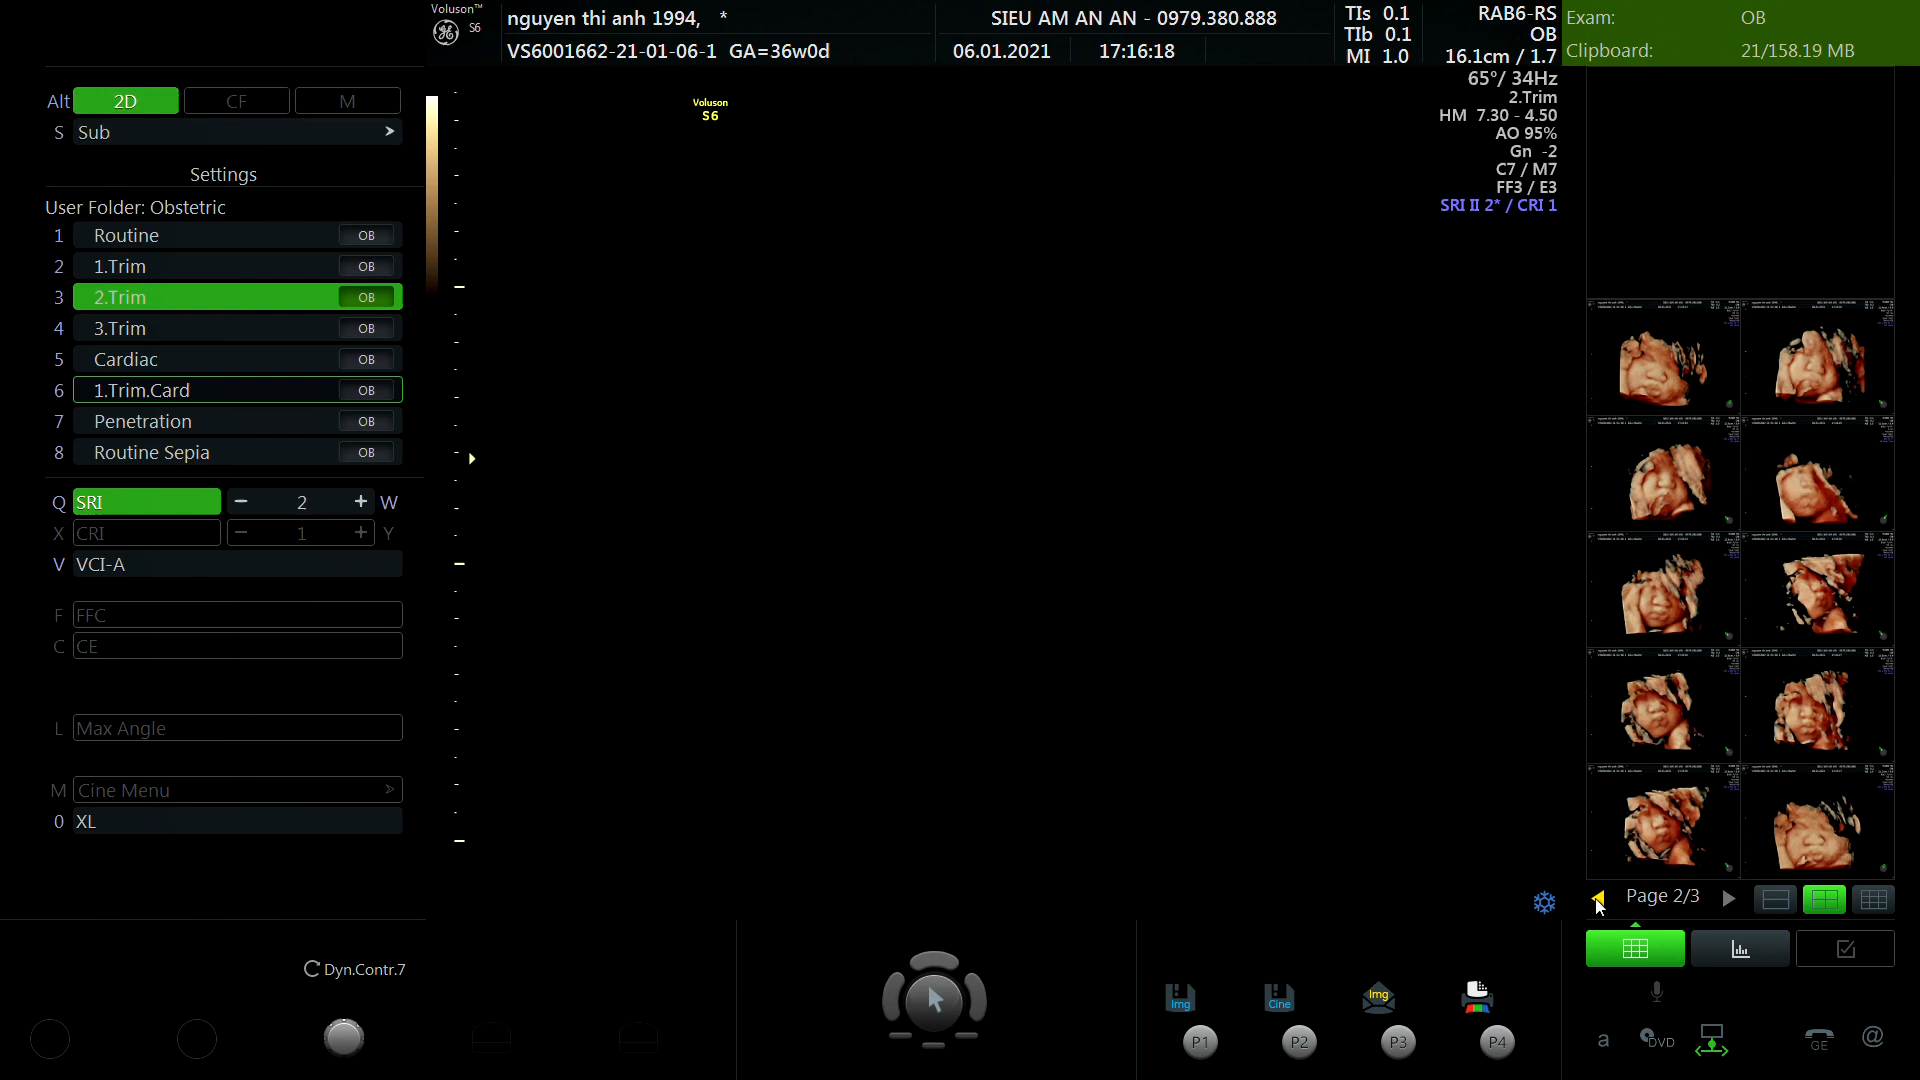 Voluson™
S6
nguyen thi anh 1994, *
SIEU AM AN AN - 0979.380.888
TIs 0.1
RAB6-RS
Exam: OB
TIb 0.1
OB
VS6001662-21-01-06-1 GA=36w0d
06.01.2021
17:16:18
MI 1.0
16.1cm / 1.7
Clipboard: 21/158.19 MB
65°/ 34Hz
2.Trim
HM 7.30 - 4.50
AO 95%
Gn -2
C7 / M7
FF3 / E3
SRI II 2* / CRI 1
Voluson
S6
Alt 2D CF M
S Sub >
Settings
User Folder: Obstetric
1 Routine OB
2 1.Trim OB
3 2.Trim OB
4 3.Trim OB
5 Cardiac OB
6 1.Trim.Card OB
7 Penetration OB
8 Routine Sepia OB
Q SRI − 2 + W
X CRI − 1 + Y
V VCI-A
F FFC
C CE
L Max Angle
M Cine Menu >
0 XL
Dyn.Contr.7
Page 2/3
Img
Cine
Img
P1
P2
P3
P4
a
DVD
GE
@